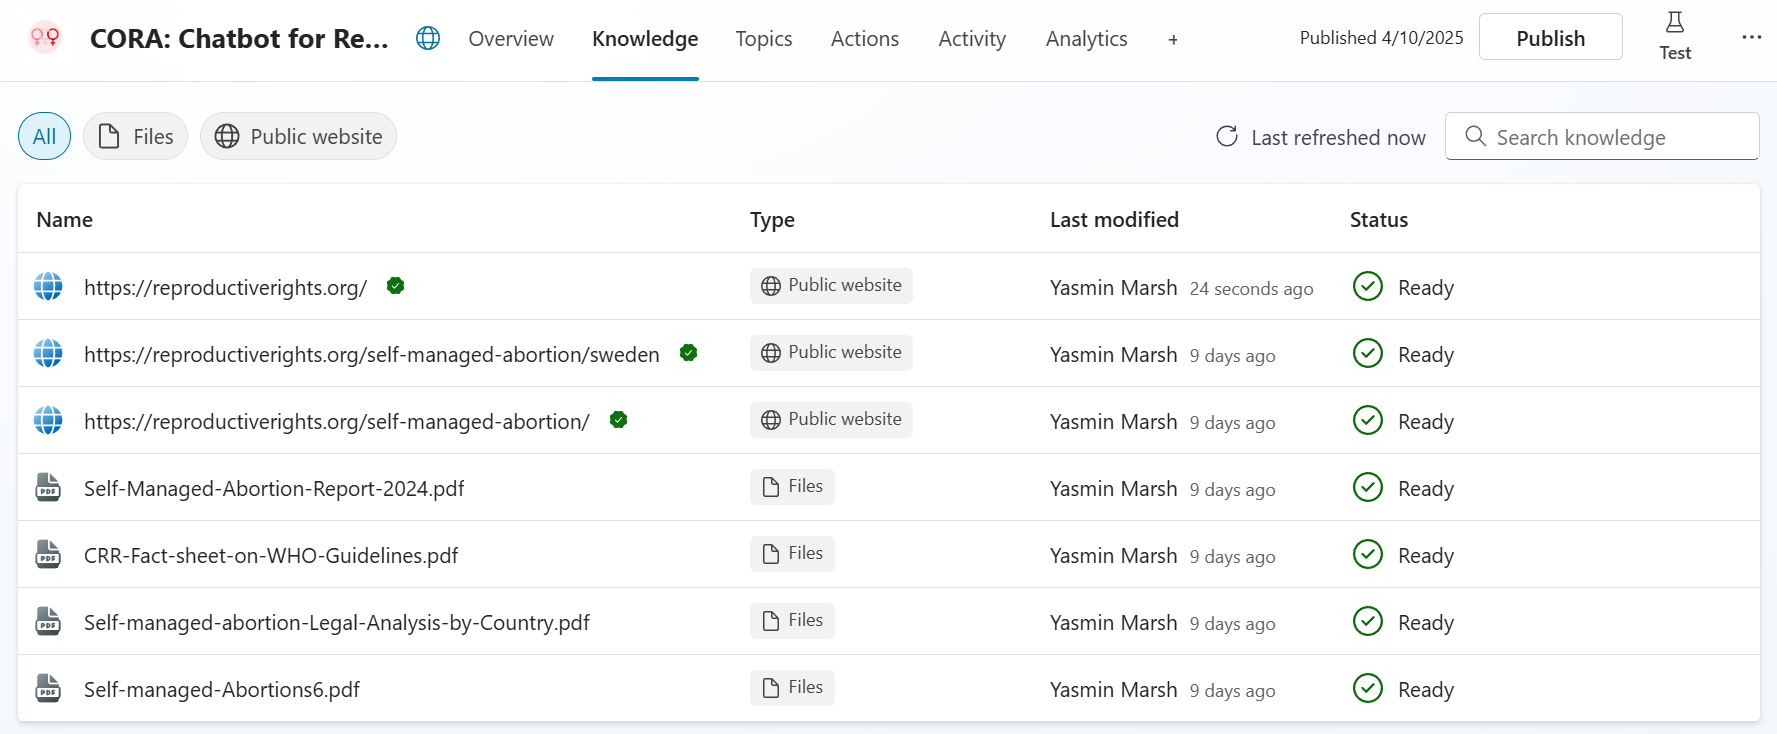 CORA: Chatbot for Re... Overview Knowledge Topics Actions Activity Analytics + Published 4/10/2025 Publish Test ...
All Files Public website Last refreshed now Search knowledge
Name Type Last modified Status
https://reproductiverights.org/ Public website Yasmin Marsh 24 seconds ago Ready
https://reproductiverights.org/self-managed-abortion/sweden Public website Yasmin Marsh 9 days ago Ready
https://reproductiverights.org/self-managed-abortion/ Public website Yasmin Marsh 9 days ago Ready
PDF Self-Managed-Abortion-Report-2024.pdf Files Yasmin Marsh 9 days ago Ready
PDF CRR-Fact-sheet-on-WHO-Guidelines.pdf Files Yasmin Marsh 9 days ago Ready
PDF Self-managed-abortion-Legal-Analysis-by-Country.pdf Files Yasmin Marsh 9 days ago Ready
PDF Self-managed-Abortions6.pdf Files Yasmin Marsh 9 days ago Ready